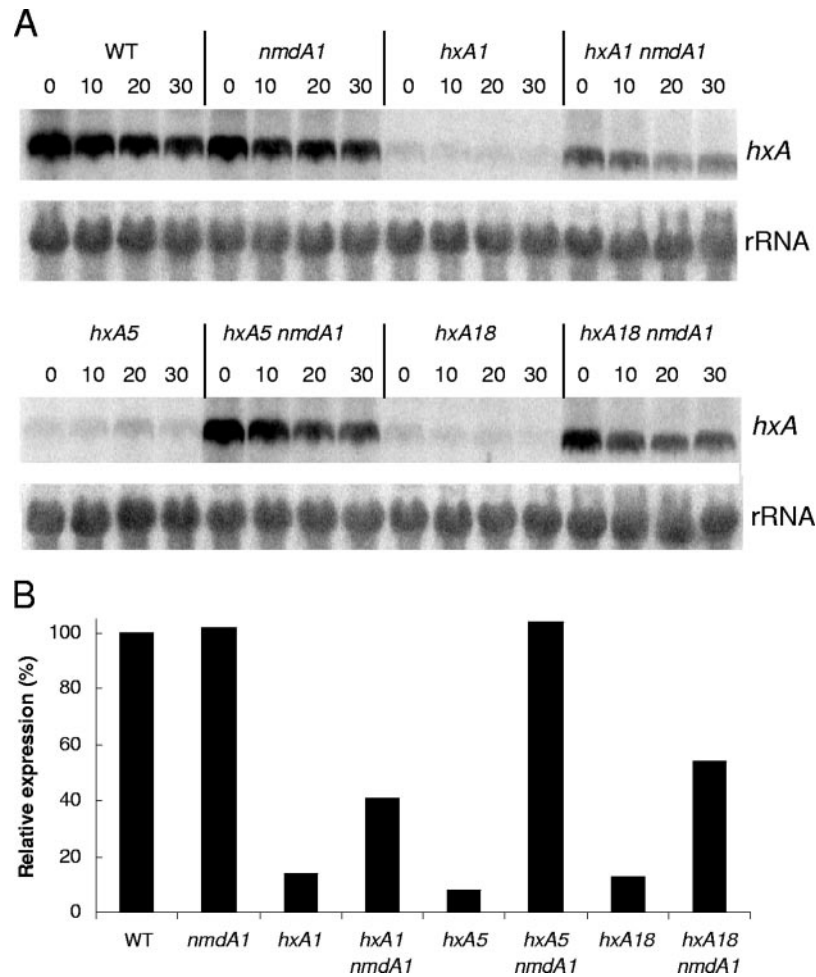 A
WT nmdA1 hxA1 hxA1 nmdA1
0 10 20 30 0 10 20 30 0 10 20 30 0 10 20 30
hxA
rRNA
hxA5 hxA5 nmdA1 hxA18 hxA18 nmdA1
0 10 20 30 0 10 20 30 0 10 20 30 0 10 20 30
hxA
rRNA
B
Relative expression (%)
100
80
60
40
20
0
WT nmdA1 hxA1 hxA1 hxA5 hxA5 hxA18 hxA18
nmdA1 nmdA1 nmdA1